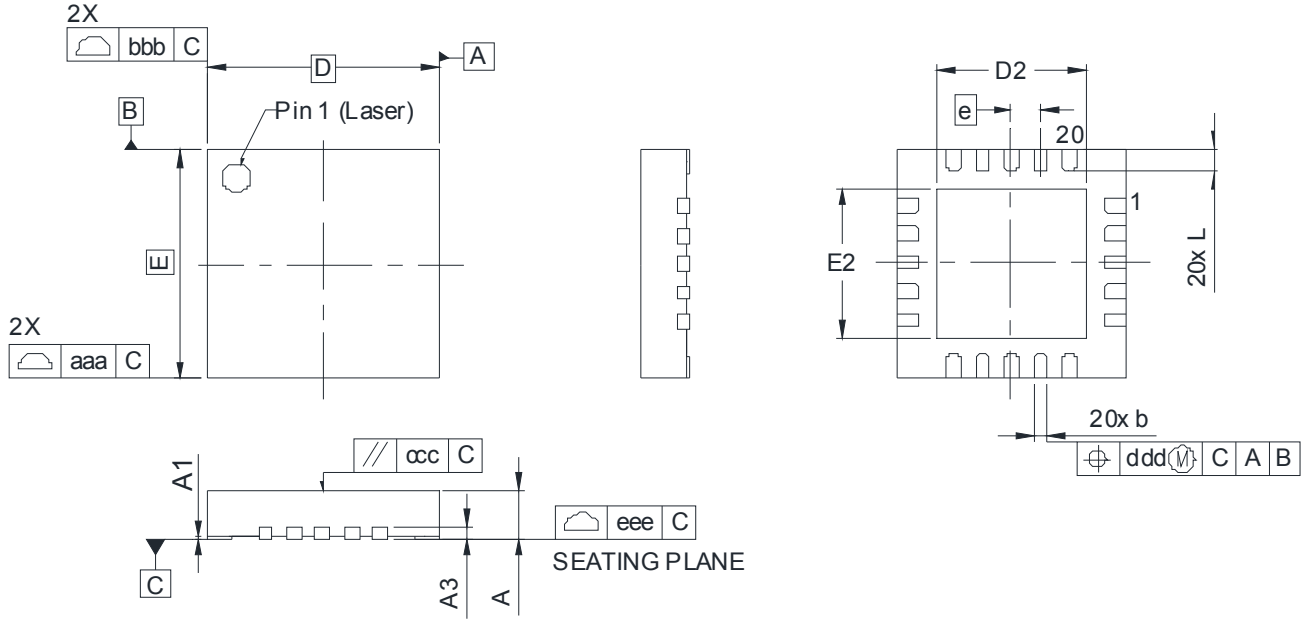 2X
bbb C
D
A
B
Pin 1 (Laser)
E
2X
aaa C
D2
e
20
1
E2
20x L
20x b
ddd M C A B
A1
// ccc C
eee C
SEATING PLANE
C
A3
A